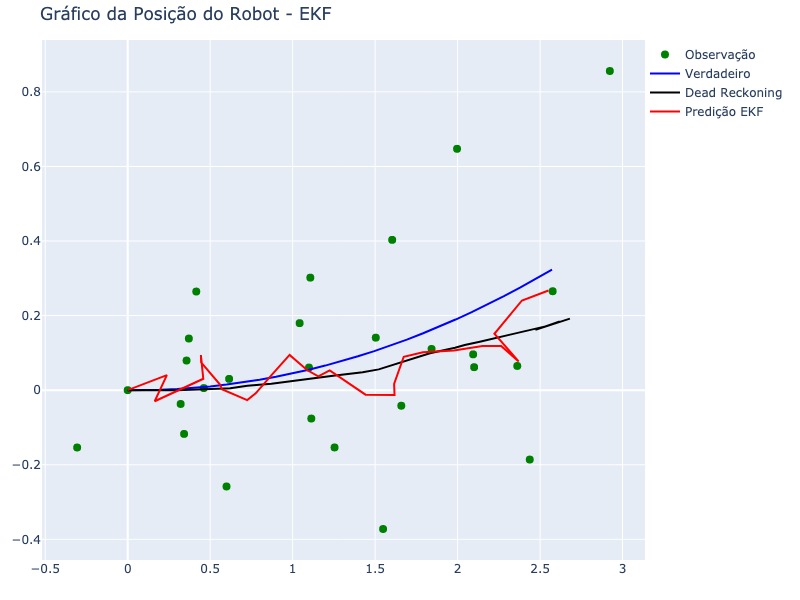 Gráfico da Posição do Robot - EKF
Observação
Verdadeiro
Dead Reckoning
Predição EKF
0.8
0.6
0.4
0.2
0
−0.2
−0.4
−0.5 0 0.5 1 1.5 2 2.5 3